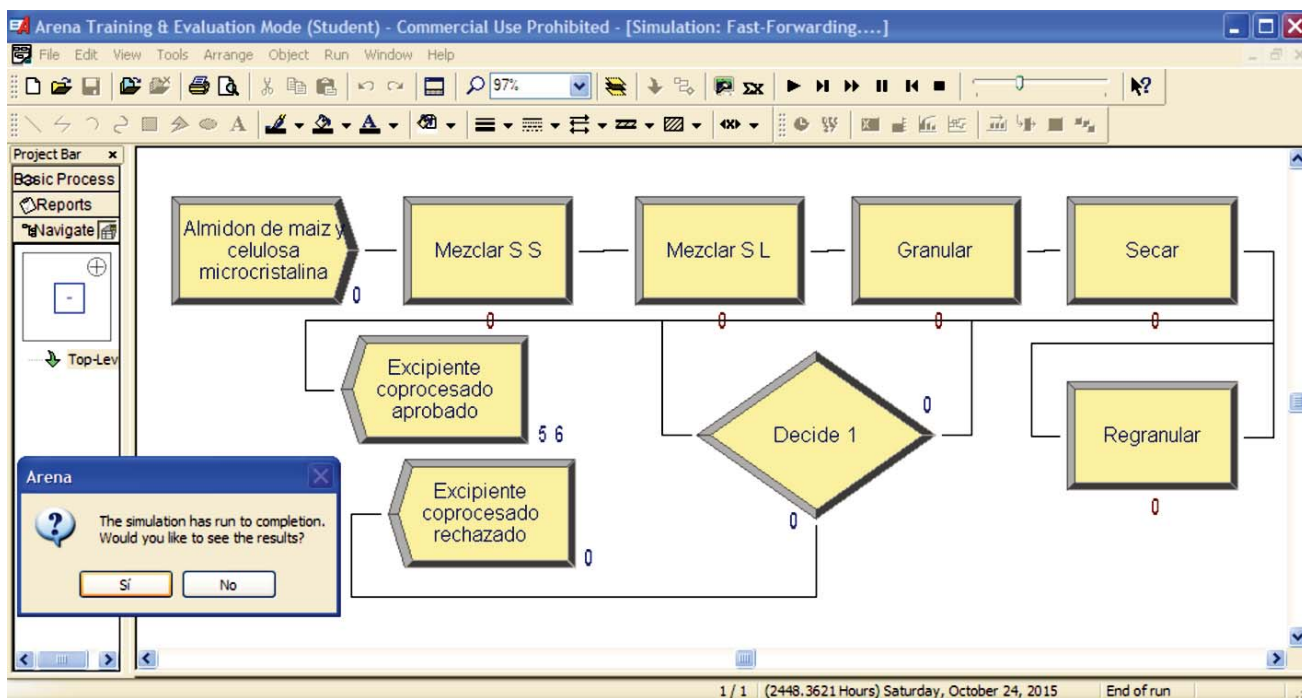 Arena Training & Evaluation Mode (Student) - Commercial Use Prohibited - [Simulation: Fast-Forwarding....]
File Edit View Tools Arrange Object Run Window Help
97%
Project Bar
Basic Process
Reports
Navigate
Top-Lev
Almidon de maiz y
celulosa
microcristalina
0
Mezclar S S
0
Mezclar S L
0
Granular
0
Secar
0
Excipiente
coprocesado
aprobado
5 6
Decide 1
0
0
Regranular
0
Excipiente
coprocesado
rechazado
0
Arena
The simulation has run to completion.
Would you like to see the results?
Sí
No
1 / 1 (2448.3621 Hours) Saturday, October 24, 2015 End of run